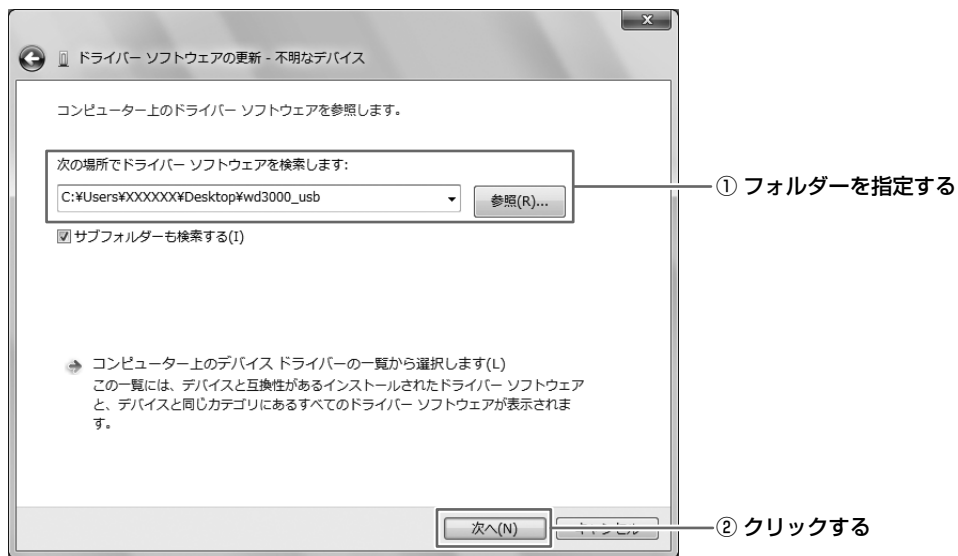 ドライバー ソフトウェアの更新 - 不明なデバイス
コンピューター上のドライバー ソフトウェアを参照します。
次の場所でドライバー ソフトウェアを検索します:
C:¥Users¥XXXXXX¥Desktop¥wd3000_usb
参照(R)...
① フォルダーを指定する
サブフォルダーも検索する(I)
コンピューター上のデバイス ドライバーの一覧から選択します(L)
この一覧には、デバイスと互換性があるインストールされたドライバー ソフトウェア
と、デバイスと同じカテゴリにあるすべてのドライバー ソフトウェアが表示されま
す。
次へ(N)
キャンセル
② クリックする